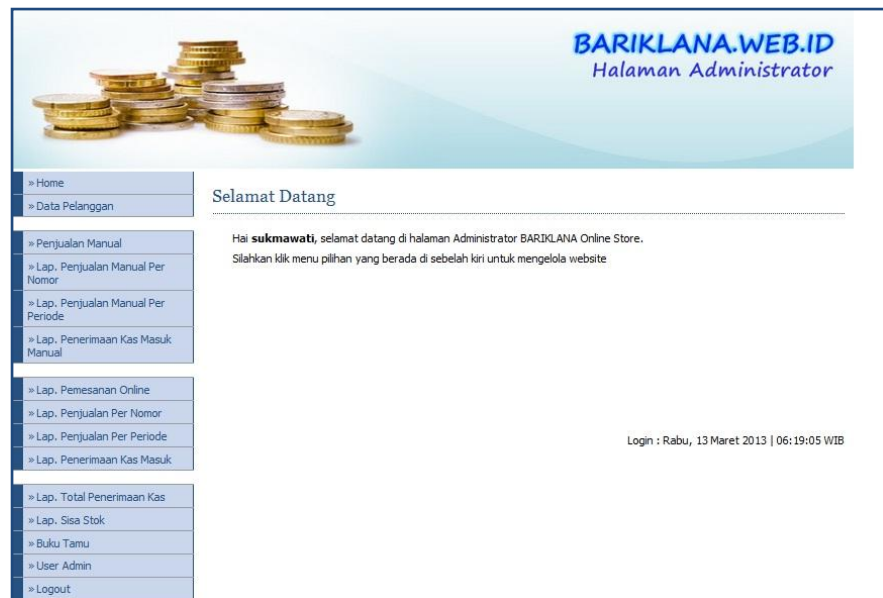 BARIKLANA.WEB.ID
Halaman Administrator
» Home
» Data Pelanggan
» Penjualan Manual
» Lap. Penjualan Manual Per
Nomor
» Lap. Penjualan Manual Per
Periode
» Lap. Penerimaan Kas Masuk
Manual
» Lap. Pemesanan Online
» Lap. Penjualan Per Nomor
» Lap. Penjualan Per Periode
» Lap. Penerimaan Kas Masuk
» Lap. Total Penerimaan Kas
» Lap. Sisa Stok
» Buku Tamu
» User Admin
» Logout
Selamat Datang
Hai sukmawati, selamat datang di halaman Administrator BARIKLANA Online Store.
Silahkan klik menu pilihan yang berada di sebelah kiri untuk mengelola website
Login : Rabu, 13 Maret 2013 | 06:19:05 WIB